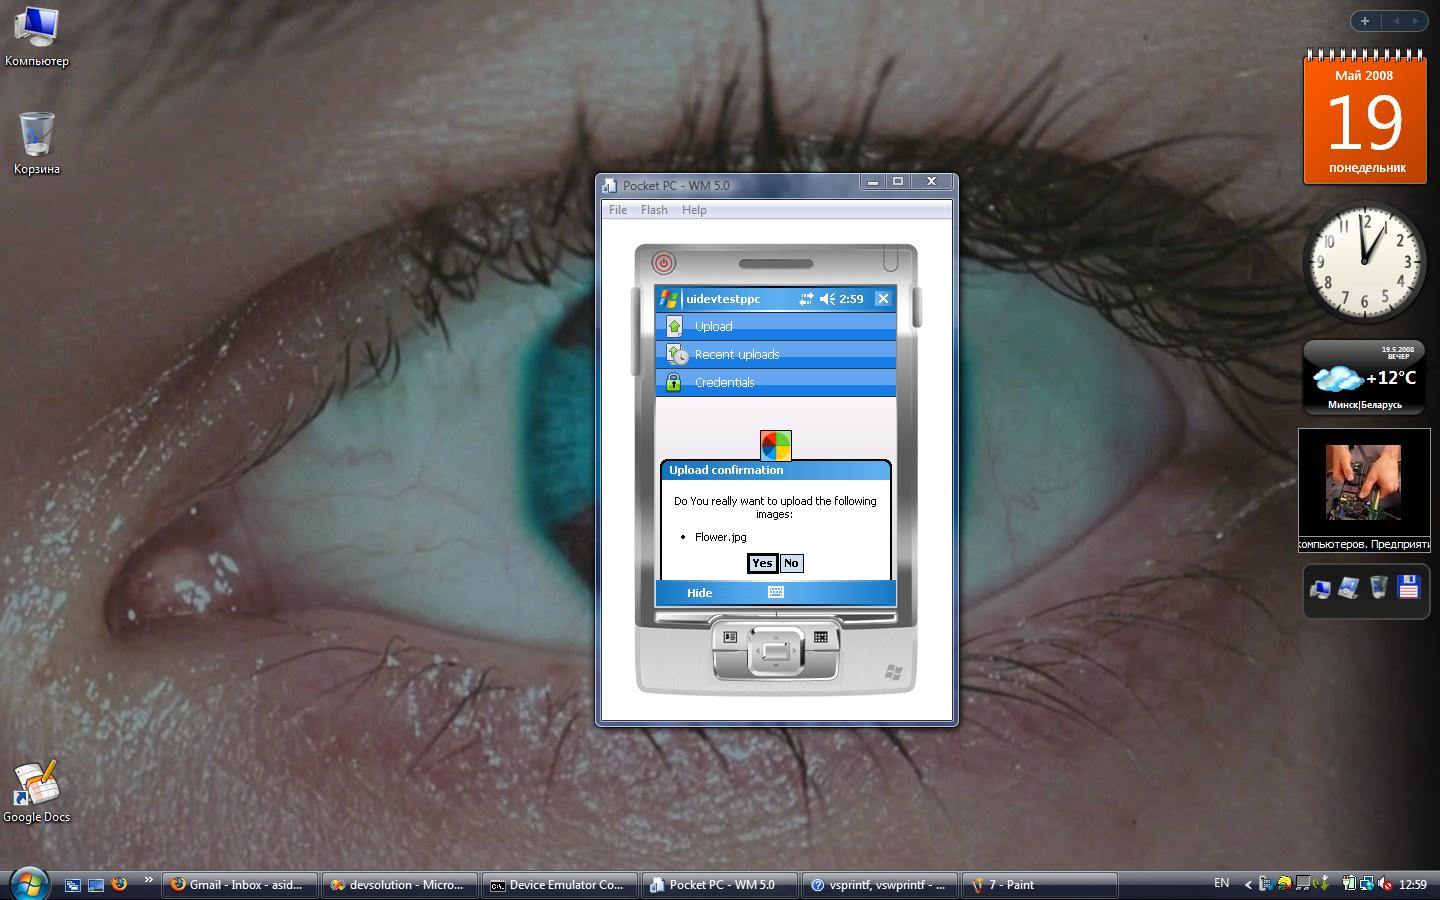 Компьютер
Корзина
Google Docs
Pocket PC - WM 5.0
File Flash Help
uidevtestppc 2:59
Upload
Recent uploads
Credentials
Upload confirmation
Do You really want to upload the following
images:
Flower.jpg
Yes No
Hide
Май 2008
19
понедельник
12
1
2
3
4
5
6
7
8
9
10
11
19.5.2008
ВЕЧЕР
+12°C
Минск|Беларусь
компьютеров. Предприяти
Gmail - Inbox - asid...
devsolution - Micro...
Device Emulator Co...
Pocket PC - WM 5.0
vsprintf, vswprintf - ...
7 - Paint
EN
12:59